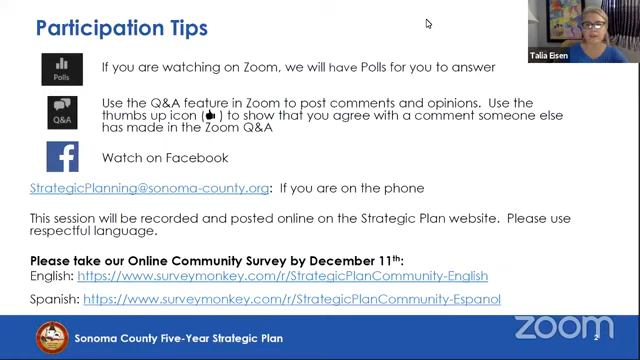 Participation Tips
Talia Eisen
Polls
If you are watching on Zoom, we will have Polls for you to answer
Q&A
Use the Q&A feature in Zoom to post comments and opinions. Use the
thumbs up icon ( ) to show that you agree with a comment someone else
has made in the Zoom Q&A
Watch on Facebook
StrategicPlanning@sonoma-county.org: If you are on the phone
This session will be recorded and posted online on the Strategic Plan website. Please use
respectful language.
Please take our Online Community Survey by December 11th:
English: https://www.surveymonkey.com/r/StrategicPlanCommunity-English
Spanish: https://www.surveymonkey.com/r/StrategicPlanCommunity-Espanol
Sonoma County Five-Year Strategic Plan
zoom
2